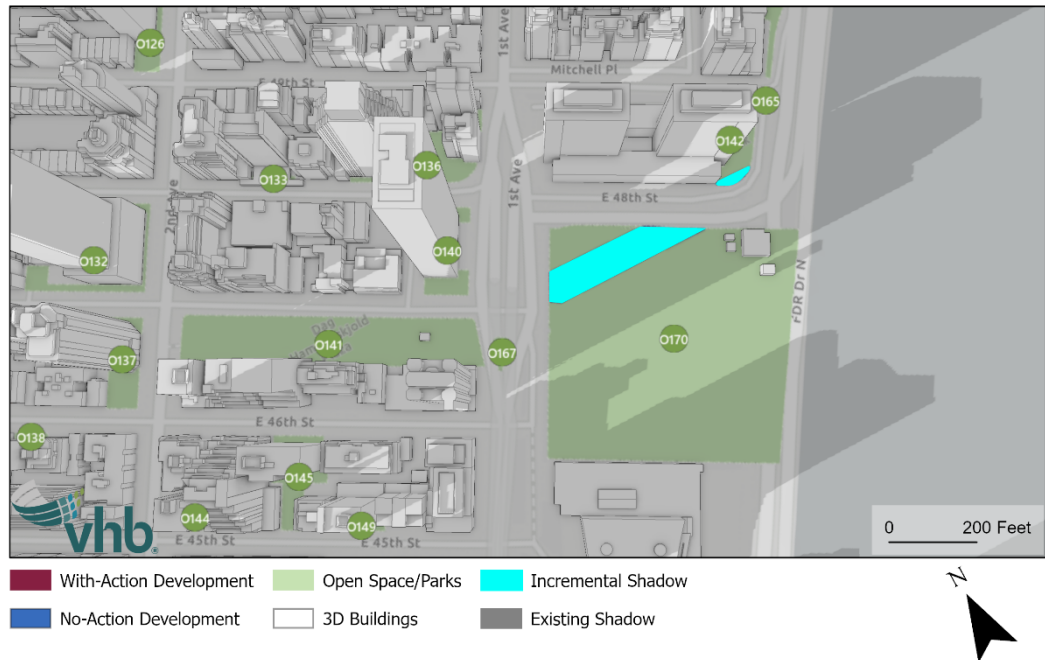 O126
1st Ave
E 49th St
Mitchell Pl
O165
O142
O136
O133
2nd Ave
1st Ave
E 48th St
O132
O140
FDR Dr N
Dag
O141
O170
O137
O167
E 46th St
O138
O145
O144
O149
vhb®
E 45th St
E 45th St
0 200 Feet
With-Action Development
Open Space/Parks
Incremental Shadow
N
No-Action Development
3D Buildings
Existing Shadow